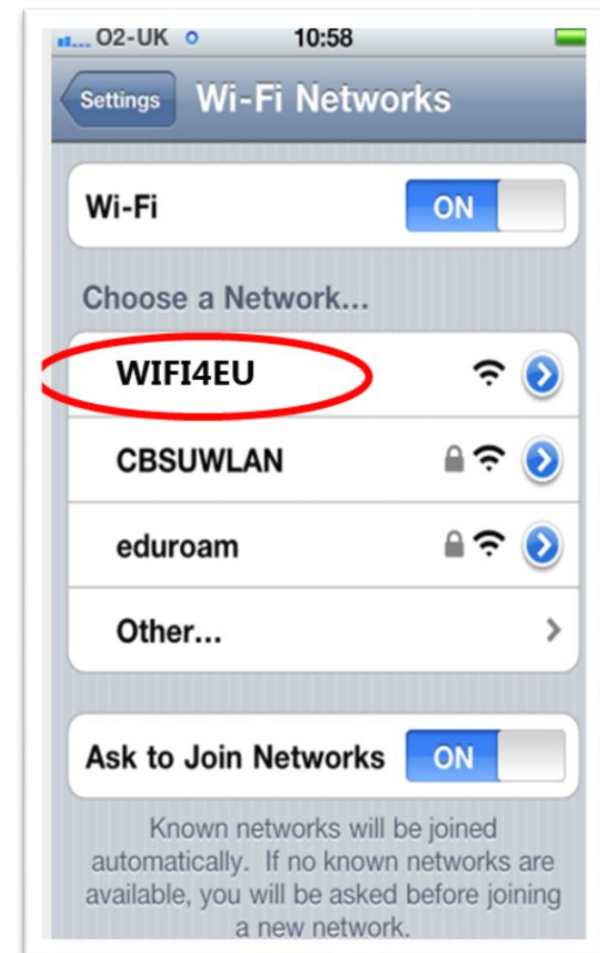 O2-UK 10:58
Settings Wi-Fi Networks
Wi-Fi ON
Choose a Network...
WIFI4EU
CBSUWLAN
eduroam
Other...
Ask to Join Networks ON
Known networks will be joined
automatically. If no known networks are
available, you will be asked before joining
a new network.